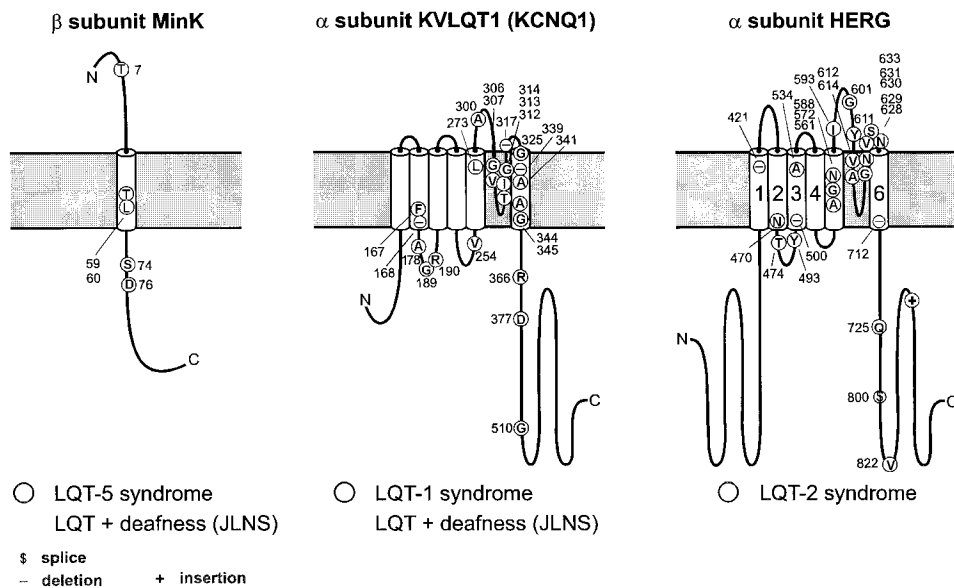 β subunit MinK
N
T 7
T
L
59
60
S 74
D 76
C
LQT-5 syndrome
LQT + deafness (JLNS)
$ splice
– deletion + insertion
α subunit KVLQT1 (KCNQ1)
306
307
314
313
312
300 A
317
–
273
325
339
341
L
G
V
G
I
I
T
G
–
A
A
G
F
–
167
168
A
178
G
189
R
190
V
254
344
345
366 R
377 D
510 G
N
C
LQT-1 syndrome
LQT + deafness (JLNS)
α subunit HERG
633
631
630
629
628
612
614
593
601
G
611
588
572
561
534
421
I
Y
S
V
N
–
1
2
3
4
6
A
N
G
A
V
A
N
G
N
–
–
470
T
474
Y
493
500
712
+
725 Q
800 S
822 V
N
C
LQT-2 syndrome